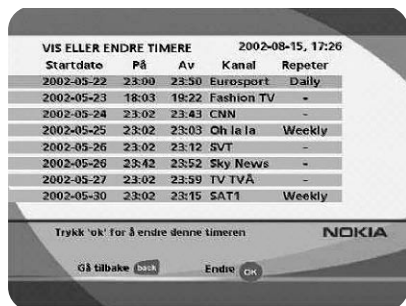 VIS ELLER ENDRE TIMERE 2002-08-15, 17:26
Startdato På Av Kanal Repeter
2002-05-22 23:00 23:50 Eurosport Daily
2002-05-23 18:03 19:22 Fashion TV -
2002-05-24 23:02 23:43 CNN -
2002-05-25 23:02 23:03 Oh la la Weekly
2002-05-26 23:02 23:12 SVT -
2002-05-26 23:42 23:52 Sky News -
2002-05-27 23:02 23:59 TV TVÅ -
2002-05-30 23:02 23:15 SAT1 Weekly
Trykk 'ok' for å endre denne timeren NOKIA
Gå tilbake back Endre OK